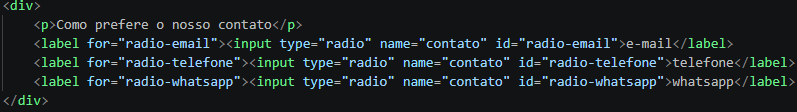 <div>
<p>Como prefere o nosso contato</p>
<label for="radio-email"><input type="radio" name="contato" id="radio-email">e-mail</label>
<label for="radio-telefone"><input type="radio" name="contato" id="radio-telefone">telefone</label>
<label for="radio-whatsapp"><input type="radio" name="contato" id="radio-whatsapp">whatsapp</label>
</div>